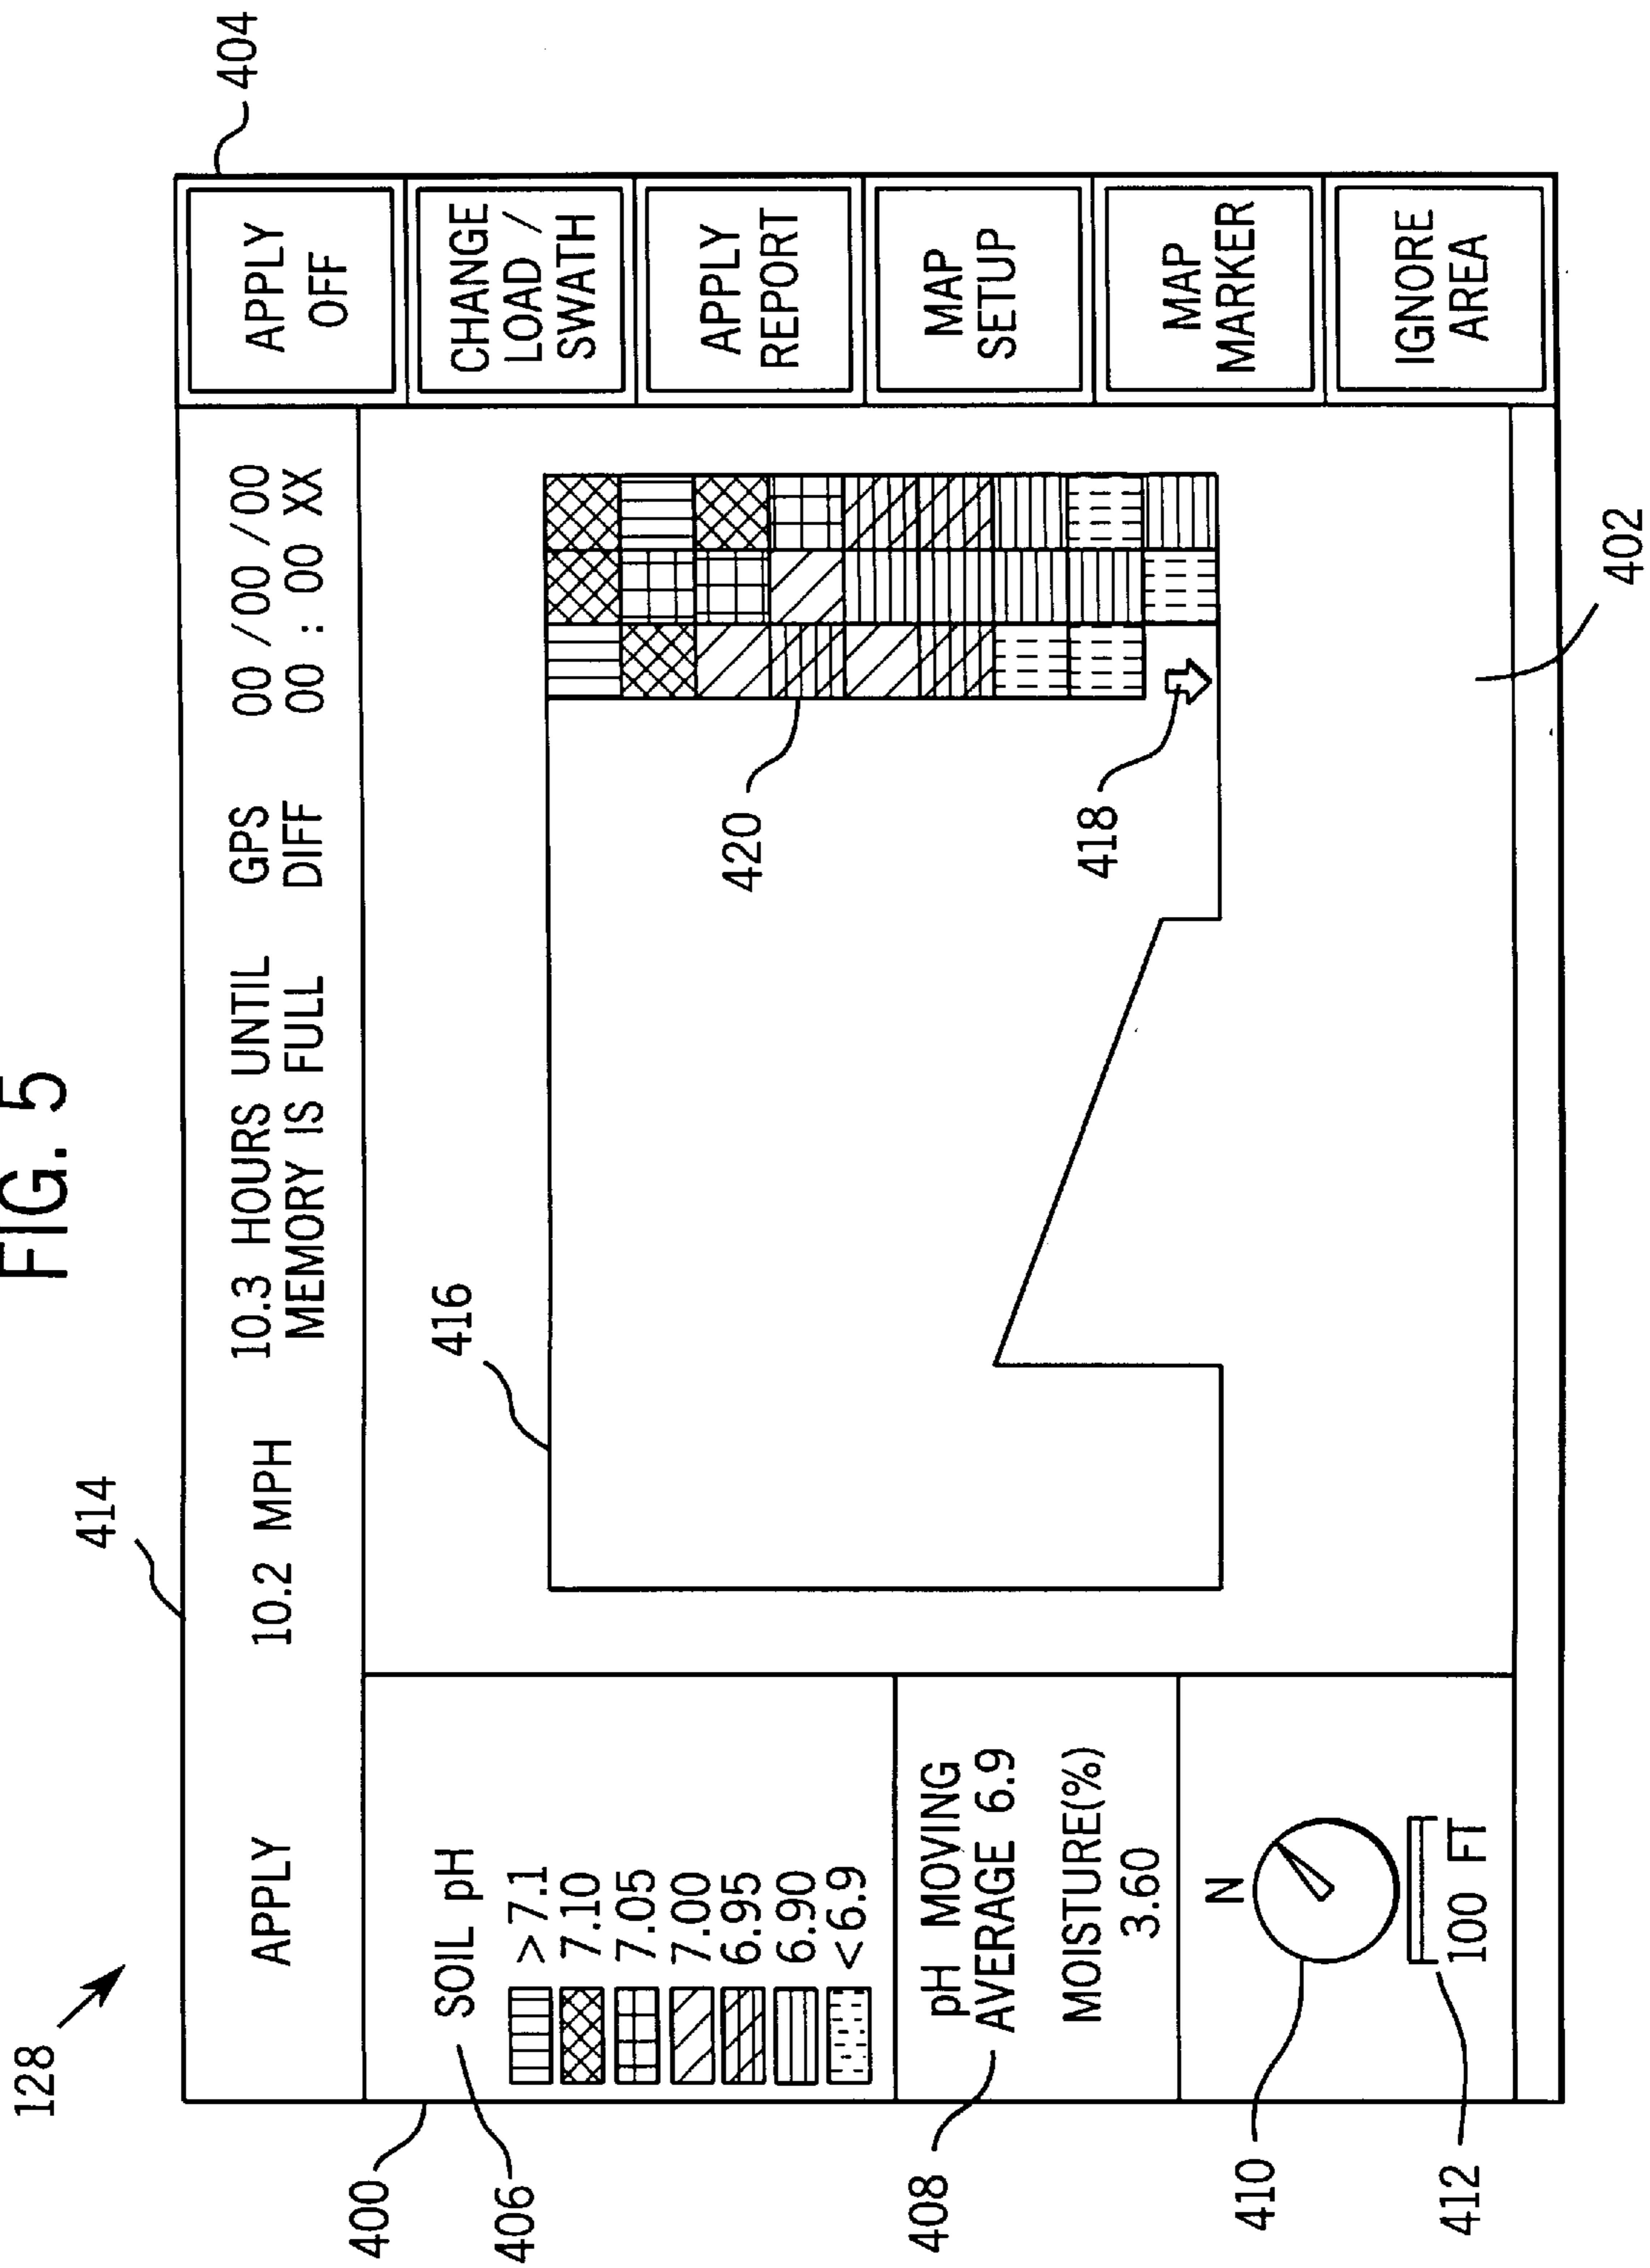 FIG. 5
128
414
404
APPLY
10.2 MPH
10.3 HOURS UNTIL
MEMORY IS FULL
GPS
DIFF
00 /00 /00
00 : 00 XX
400
406
SOIL pH
>7.1
7.10
7.05
7.00
6.95
6.90
<6.9
408
pH MOVING
AVERAGE 6.9
MOISTURE(%)
3.60
410
N
412
100 FT
416
420
418
402
APPLY
OFF
CHANGE
LOAD /
SWATH
APPLY
REPORT
MAP
SETUP
MAP
MARKER
IGNORE
AREA